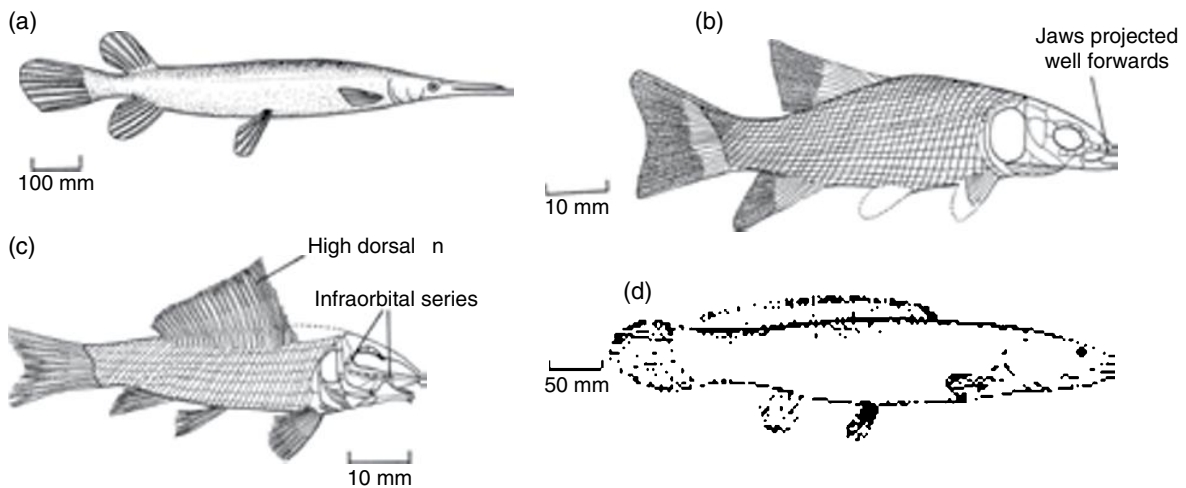 (a)
100 mm
(b)
Jaws projected
well forwards
10 mm
(c)
High dorsal n
Infraorbital series
10 mm
(d)
50 mm